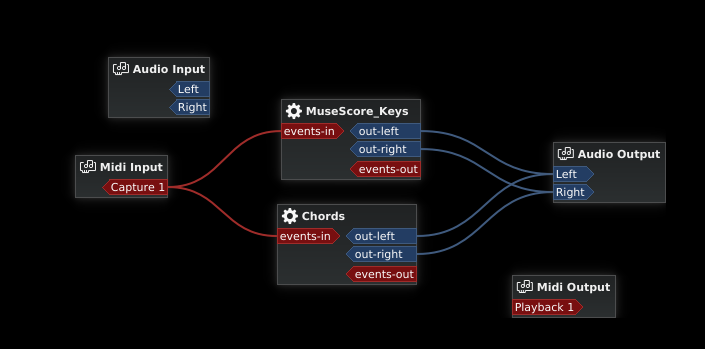 Audio Input
Left
Right
Midi Input
Capture 1
MuseScore_Keys
events-in
out-left
out-right
events-out
Chords
events-in
out-left
out-right
events-out
Audio Output
Left
Right
Midi Output
Playback 1